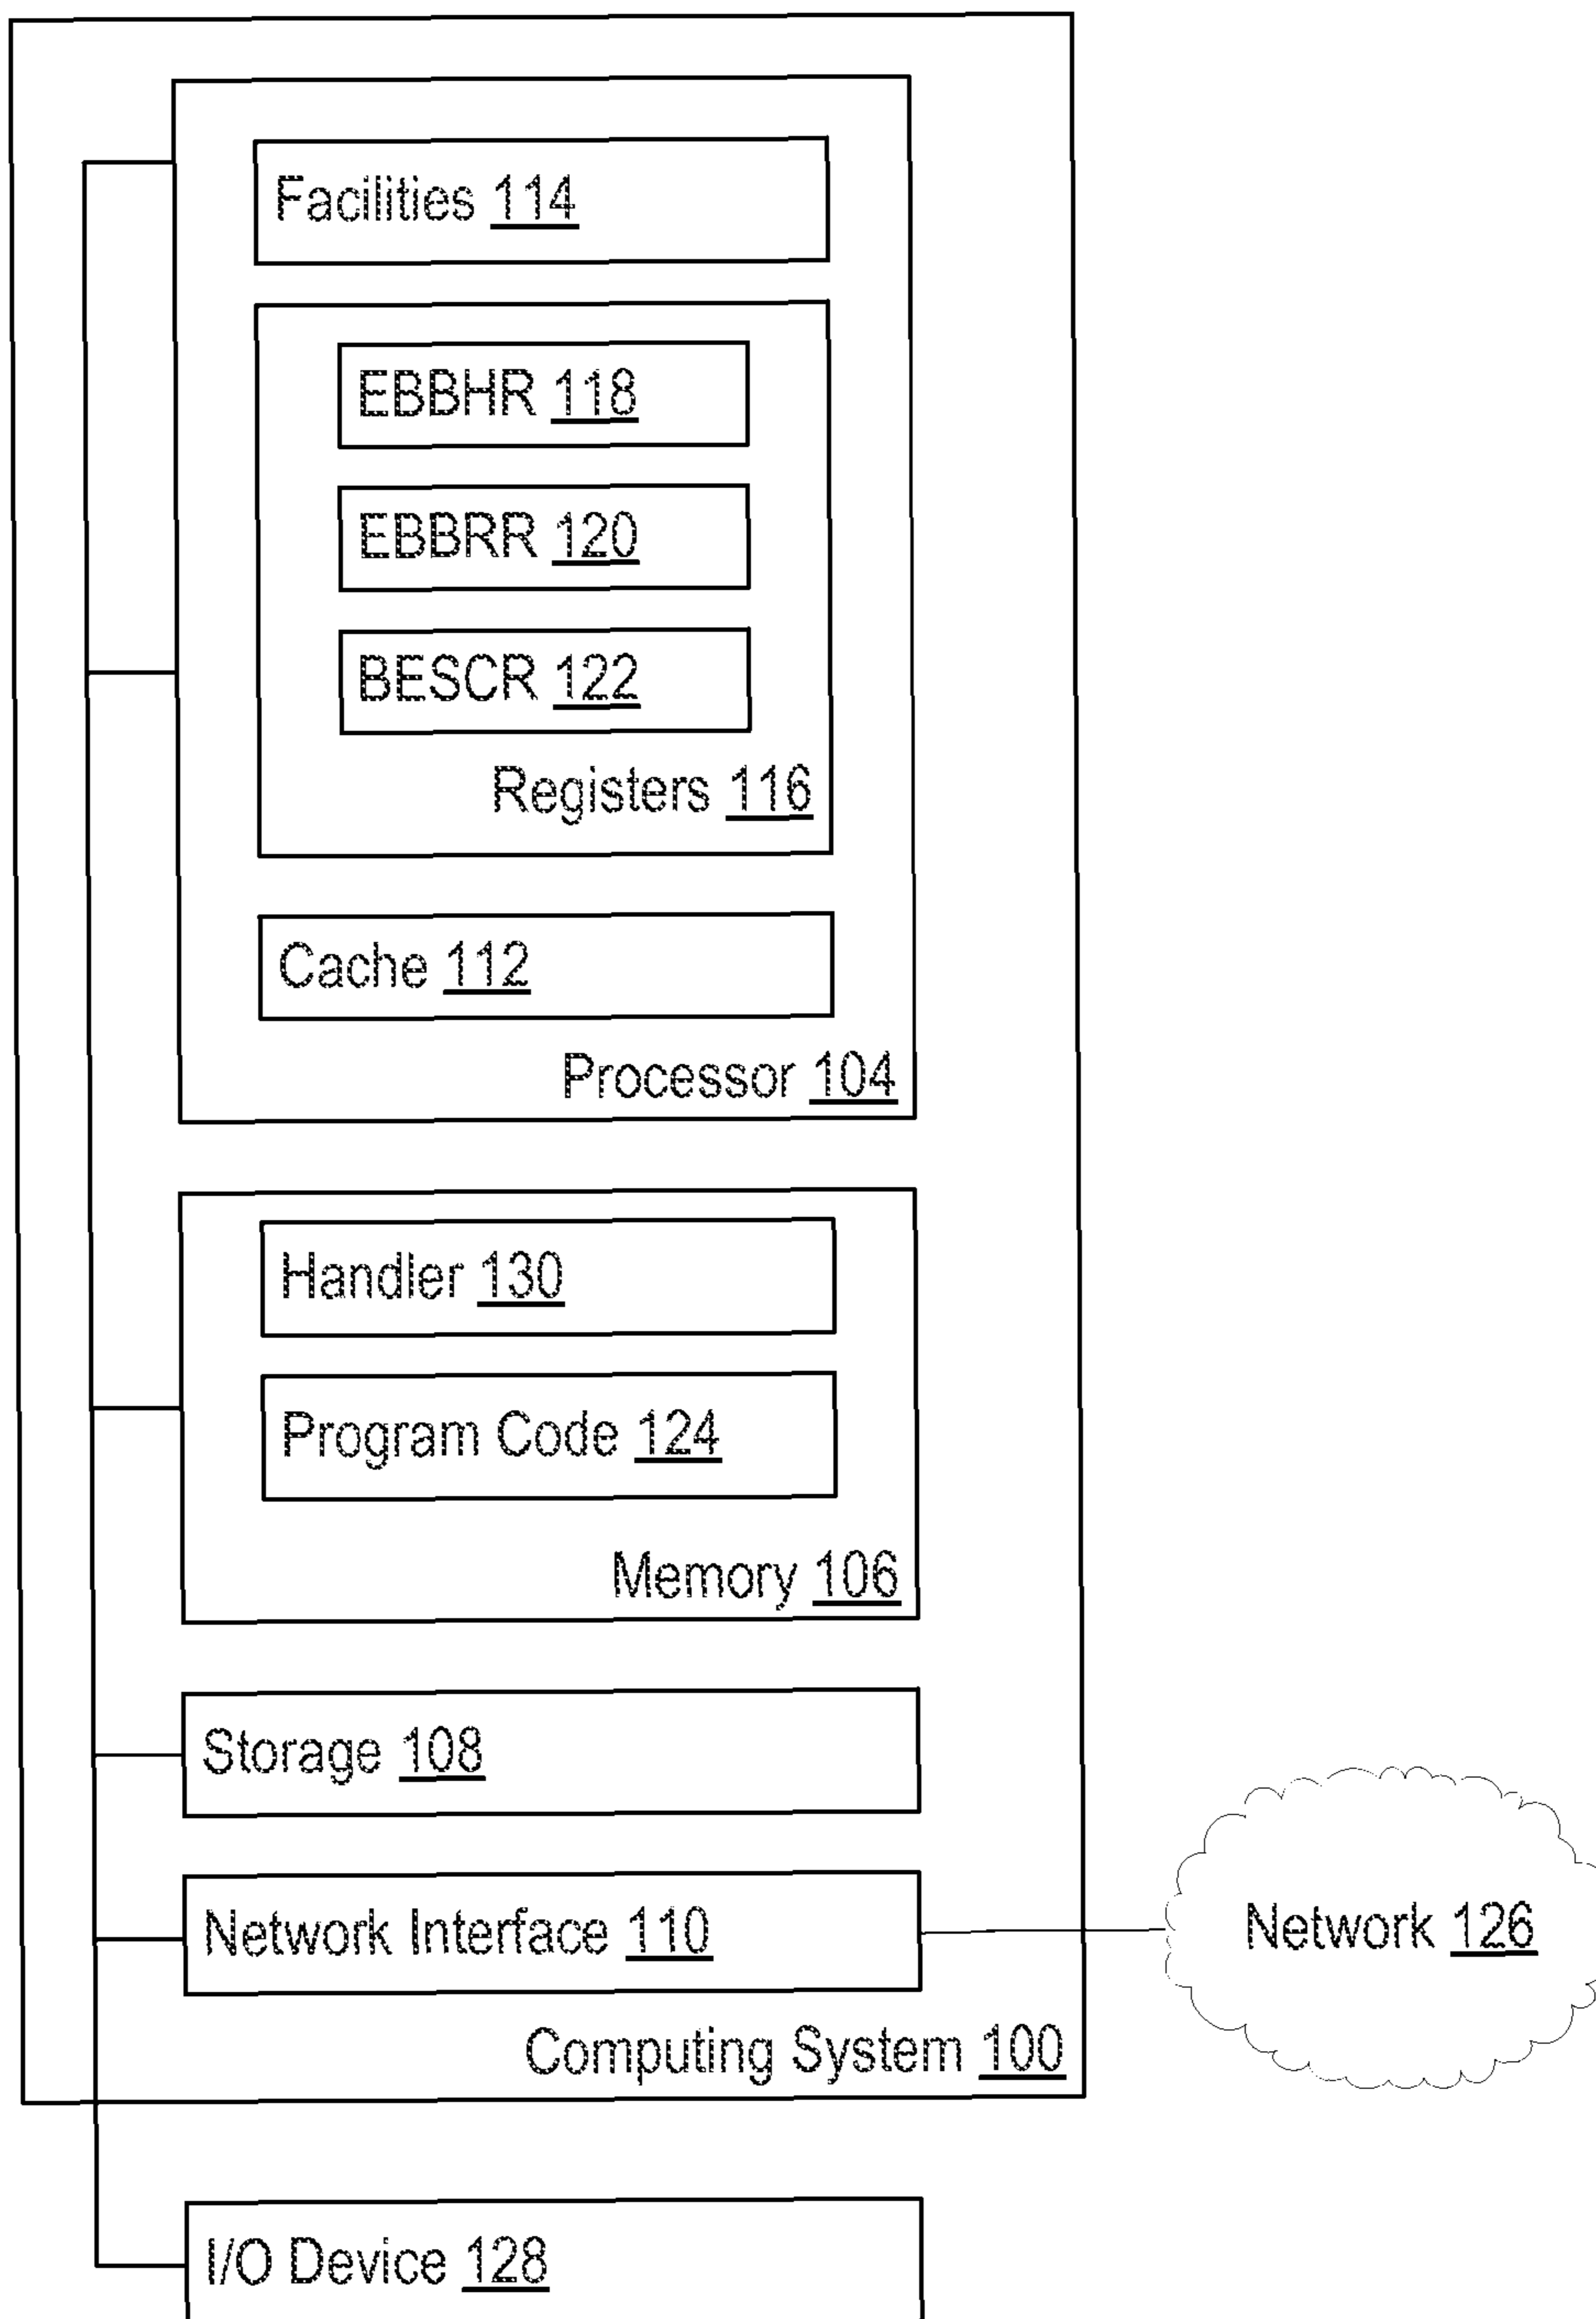 Facilities 114
EBBHR 118
EBBRR 120
BESCR 122
Registers 116
Cache 112
Processor 104
Handler 130
Program Code 124
Memory 106
Storage 108
Network Interface 110
Network 126
Computing System 100
I/O Device 128